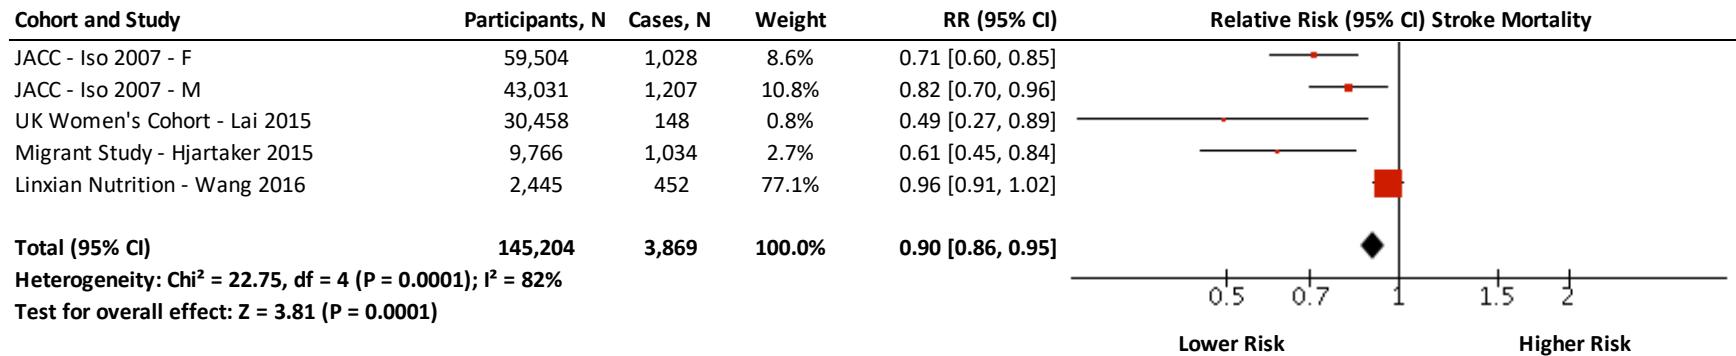 Cohort and Study Participants, N Cases, N Weight RR (95% CI) Relative Risk (95% CI) Stroke Mortality
JACC - Iso 2007 - F 59,504 1,028 8.6% 0.71 [0.60, 0.85]
JACC - Iso 2007 - M 43,031 1,207 10.8% 0.82 [0.70, 0.96]
UK Women's Cohort - Lai 2015 30,458 148 0.8% 0.49 [0.27, 0.89]
Migrant Study - Hjartaker 2015 9,766 1,034 2.7% 0.61 [0.45, 0.84]
Linxian Nutrition - Wang 2016 2,445 452 77.1% 0.96 [0.91, 1.02]
Total (95% CI) 145,204 3,869 100.0% 0.90 [0.86, 0.95]
Heterogeneity: Chi² = 22.75, df = 4 (P = 0.0001); I² = 82%
0.5 0.7 1 1.5 2
Test for overall effect: Z = 3.81 (P = 0.0001)
Lower Risk Higher Risk